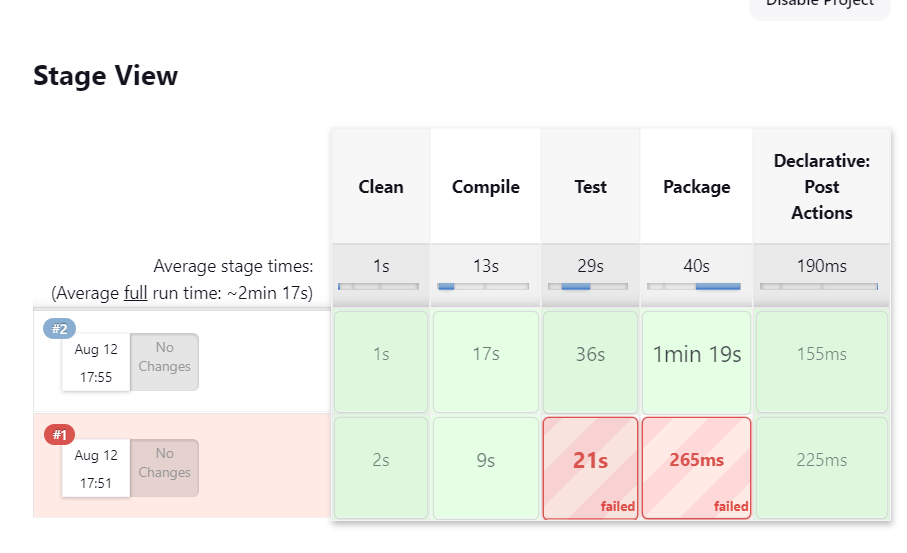 Disable Project
Stage View
Clean
Compile
Test
Package
Declarative:
Post
Actions
Average stage times:
(Average full run time: ~2min 17s)
1s
13s
29s
40s
190ms
#2
Aug 12
17:55
No
Changes
1s
17s
36s
1min 19s
155ms
#1
Aug 12
17:51
No
Changes
2s
9s
21s
failed
265ms
failed
225ms